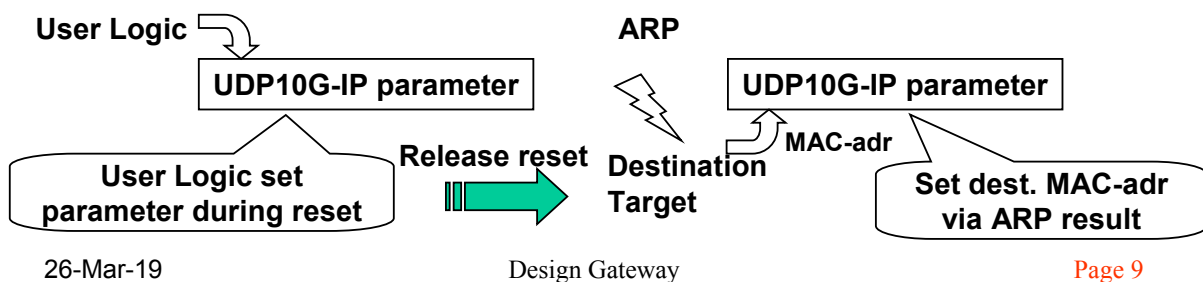 User Logic
UDP10G-IP parameter
User Logic set
parameter during reset
Release reset
ARP
Destination
Target
MAC-adr
UDP10G-IP parameter
Set dest. MAC-adr
via ARP result
26-Mar-19
Design Gateway
Page 9